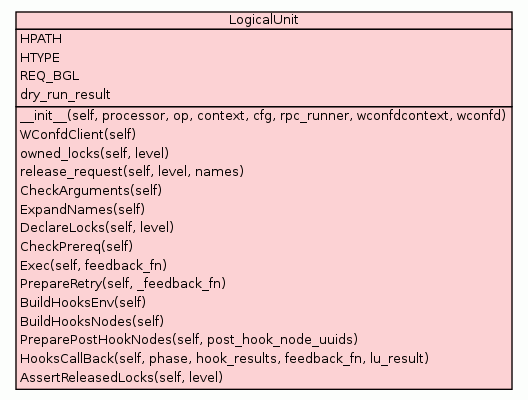 LogicalUnit
HPATH
HTYPE
REQ_BGL
dry_run_result
__init__(self, processor, op, context, cfg, rpc_runner, wconfdcontext, wconfd)
WConfdClient(self)
owned_locks(self, level)
release_request(self, level, names)
CheckArguments(self)
ExpandNames(self)
DeclareLocks(self, level)
CheckPrereq(self)
Exec(self, feedback_fn)
PrepareRetry(self, _feedback_fn)
BuildHooksEnv(self)
BuildHooksNodes(self)
PreparePostHookNodes(self, post_hook_node_uuids)
HooksCallBack(self, phase, hook_results, feedback_fn, lu_result)
AssertReleasedLocks(self, level)